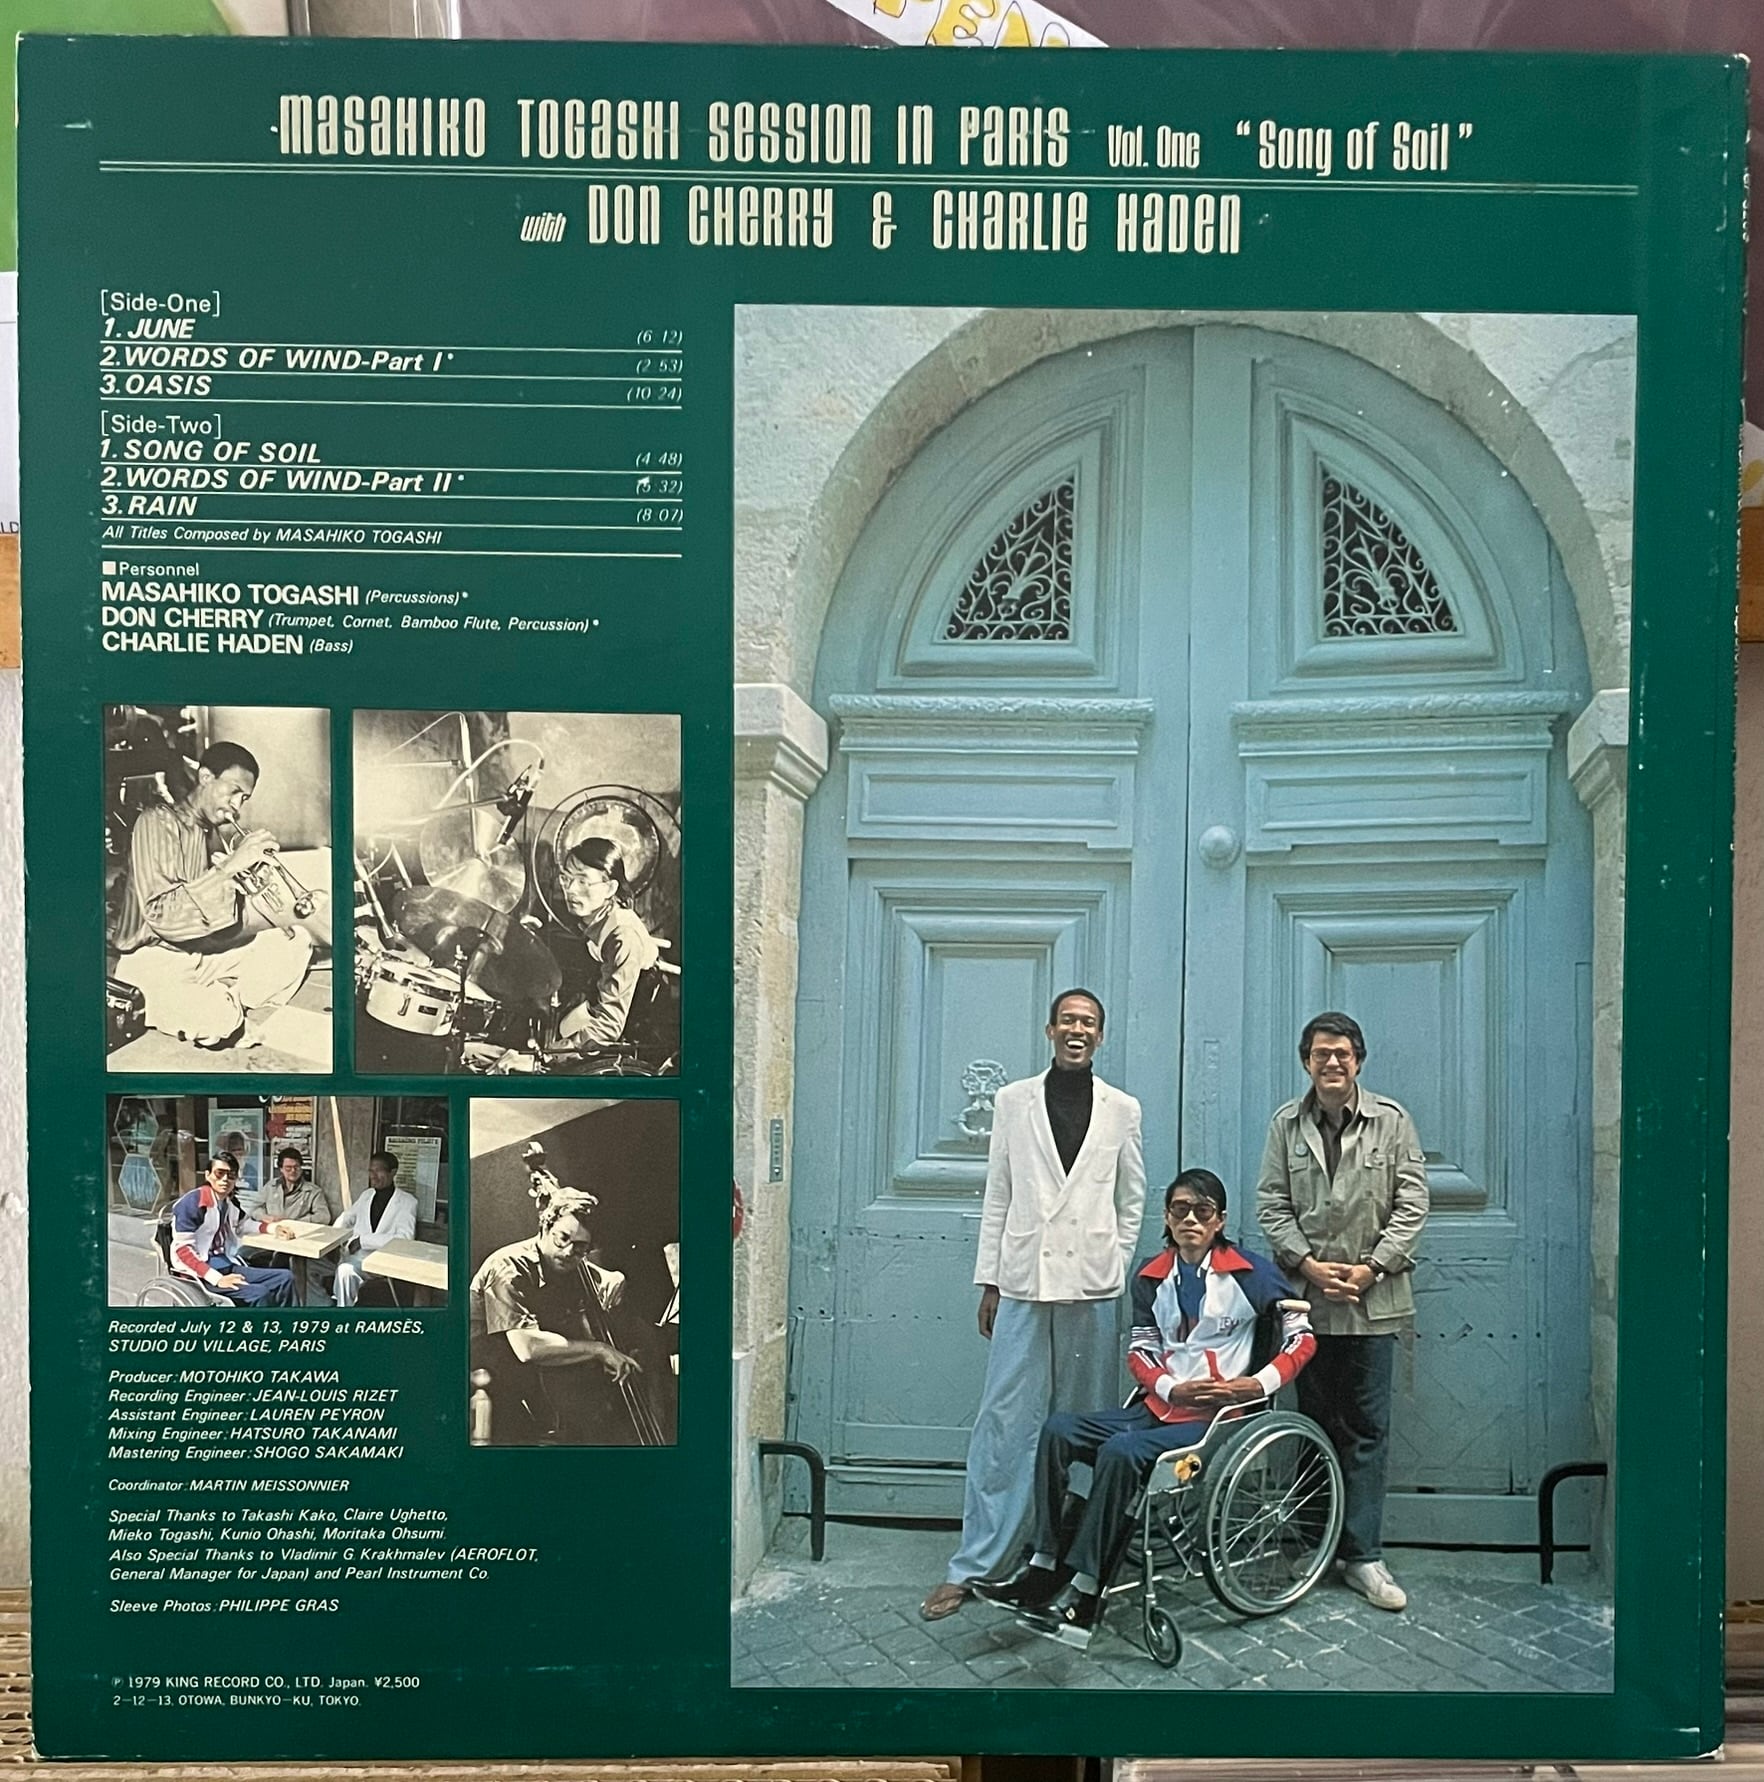 MASAHIKO TOGASHI SESSION IN PARIS Vol. One "Song of Soil"
with DON CHERRY & CHARLIE HADEN
[Side-One]
1. JUNE (6 12)
2. WORDS OF WIND-Part I* (2 53)
3. OASIS (10 24)
[Side-Two]
1. SONG OF SOIL (4 48)
2. WORDS OF WIND-Part II* (5 32)
3. RAIN (8 07)
All Titles Composed by MASAHIKO TOGASHI
■Personnel
MASAHIKO TOGASHI (Percussions)*
DON CHERRY (Trumpet, Cornet, Bamboo Flute, Percussion)*
CHARLIE HADEN (Bass)
Recorded July 12 & 13, 1979 at RAMSĒS,
STUDIO DU VILLAGE, PARIS
Producer: MOTOHIKO TAKAWA
Recording Engineer: JEAN-LOUIS RIZET
Assistant Engineer: LAUREN PEYRON
Mixing Engineer: HATSURO TAKANAMI
Mastering Engineer: SHOGO SAKAMAKI
Coordinator: MARTIN MEISSONNIER
Special Thanks to Takashi Kako, Claire Ughetto,
Mieko Togashi, Kunio Ohashi, Moritaka Ohsumi.
Also Special Thanks to Vladimir G. Krakhmalev (AEROFLOT,
General Manager for Japan) and Pearl Instrument Co.
Sleeve Photos: PHILIPPE GRAS
℗ 1979 KING RECORD CO., LTD. Japan. ¥2,500
2-12-13, OTOWA, BUNKYO-KU, TOKYO.